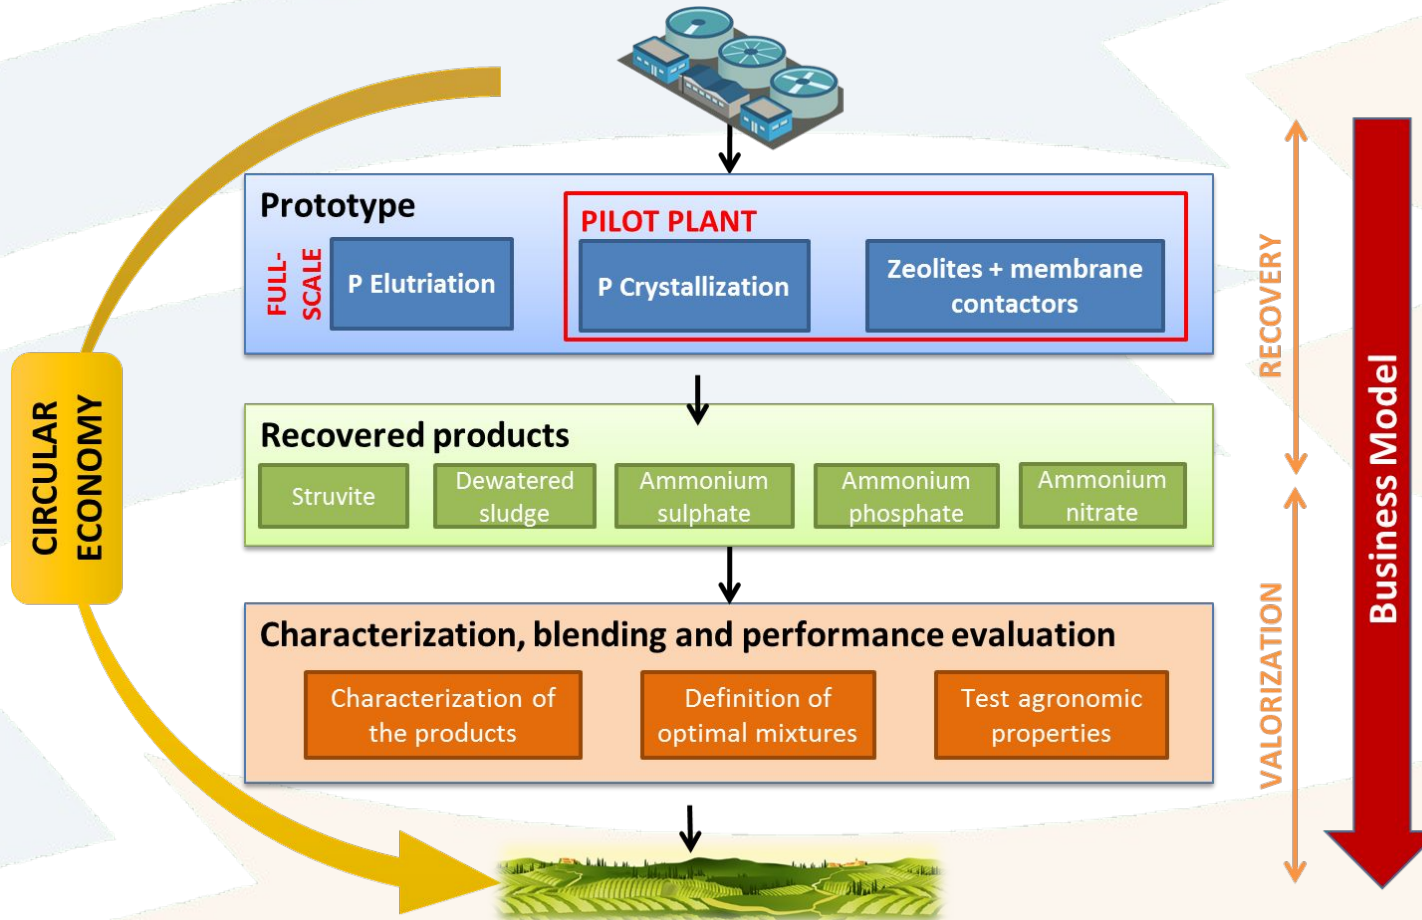 Prototype
PILOT PLANT
FULL-
SCALE
P Elutriation
P Crystallization
Zeolites + membrane
contactors
RECOVERY
CIRCULAR
ECONOMY
Business Model
Recovered products
Struvite
Dewatered
sludge
Ammonium
sulphate
Ammonium
phosphate
Ammonium
nitrate
VALORIZATION
Characterization, blending and performance evaluation
Characterization of
the products
Definition of
optimal mixtures
Test agronomic
properties